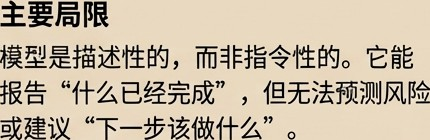 主要局限
模型是描述性的，而非指令性的。它能
报告“什么已经完成”，但无法预测风险
或建议“下一步该做什么”。